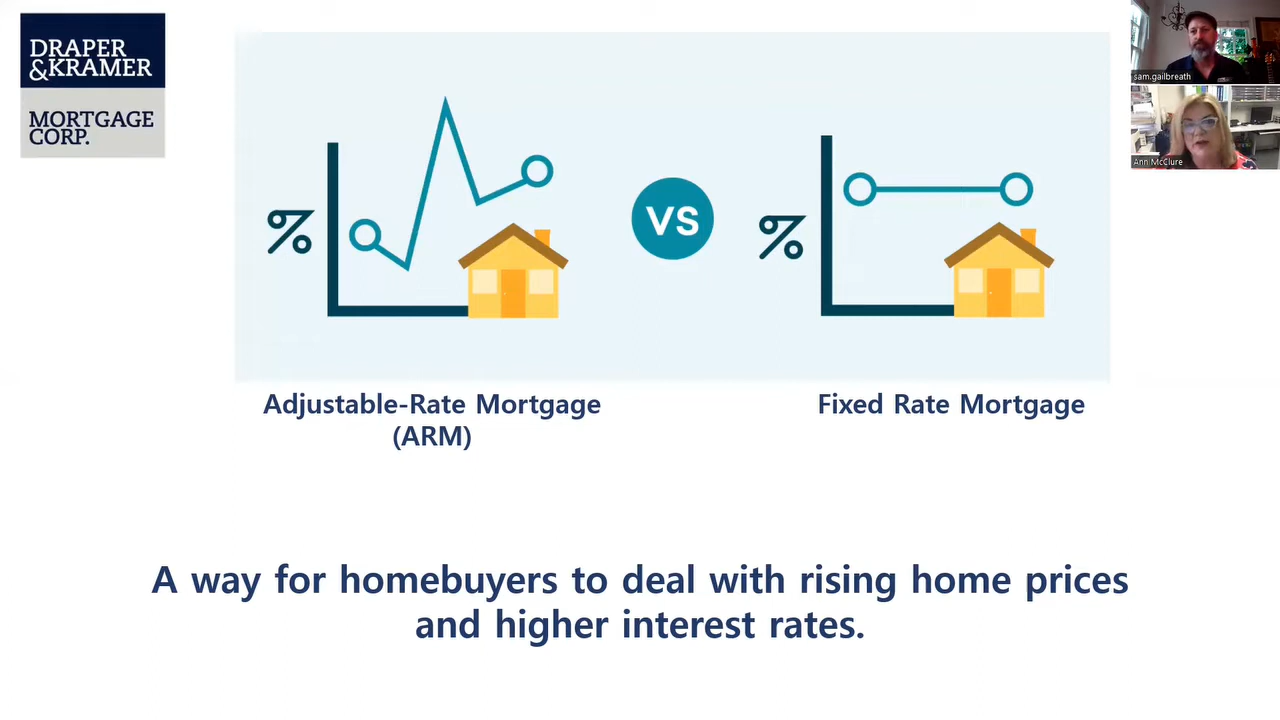 DRAPER
&KRAMER
MORTGAGE
CORP.
sam.gailbreath
Ann McClure
%
VS
%
Adjustable-Rate Mortgage
(ARM)
Fixed Rate Mortgage
A way for homebuyers to deal with rising home prices
and higher interest rates.